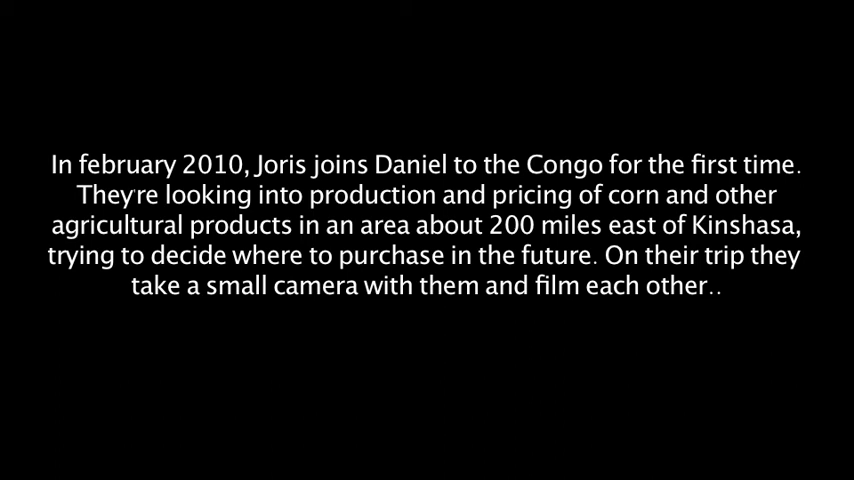 In february 2010, Joris joins Daniel to the Congo for the first time.
They're looking into production and pricing of corn and other
agricultural products in an area about 200 miles east of Kinshasa,
trying to decide where to purchase in the future. On their trip they
take a small camera with them and film each other..